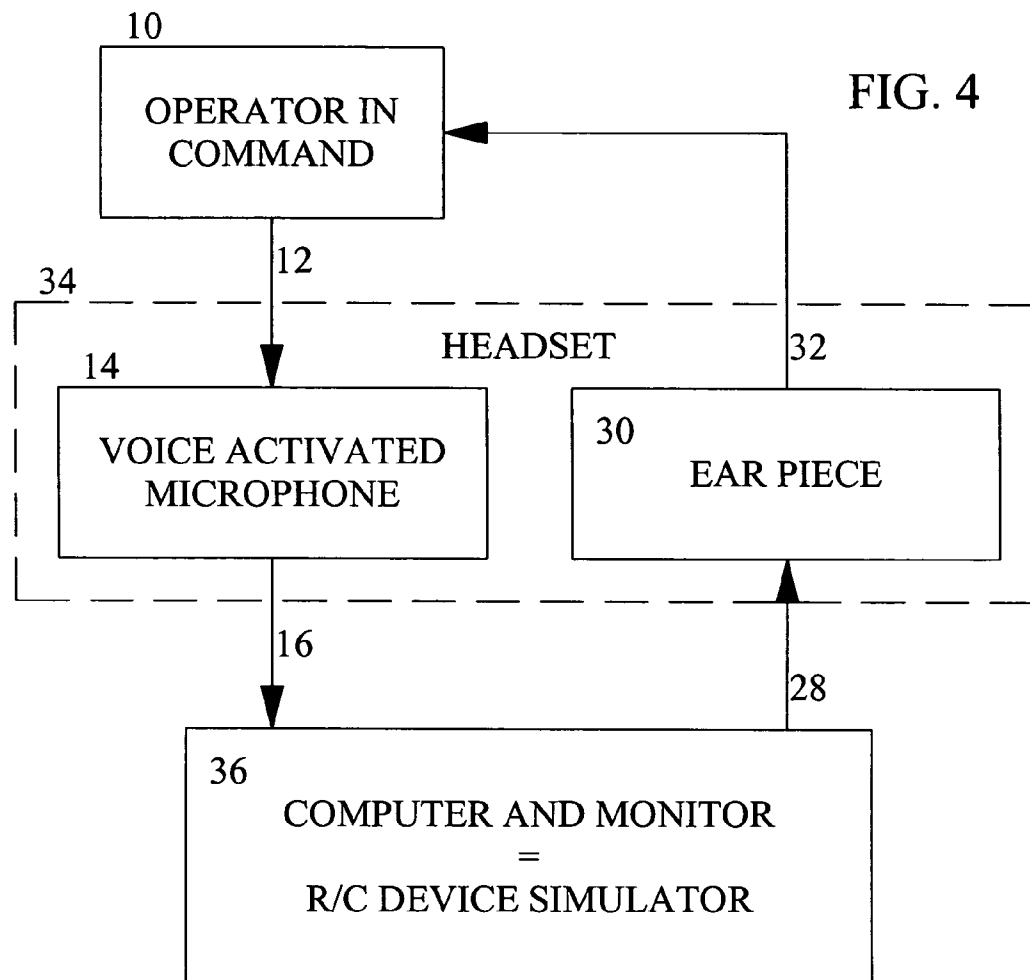 10
FIG. 4
OPERATOR IN
COMMAND
12
34
HEADSET
32
14
30
VOICE ACTIVATED
MICROPHONE
EAR PIECE
16
28
36
COMPUTER AND MONITOR
=
R/C DEVICE SIMULATOR